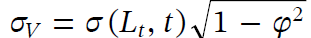 σ_V = σ(L_t, t)√(1 − φ²)